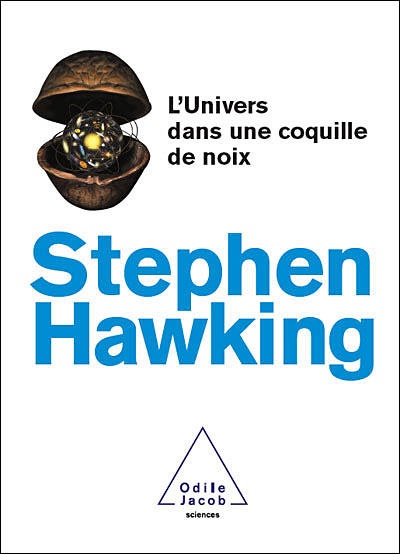 L'Univers
dans une coquille
de noix
Stephen
Hawking
Odile
Jacob
sciences